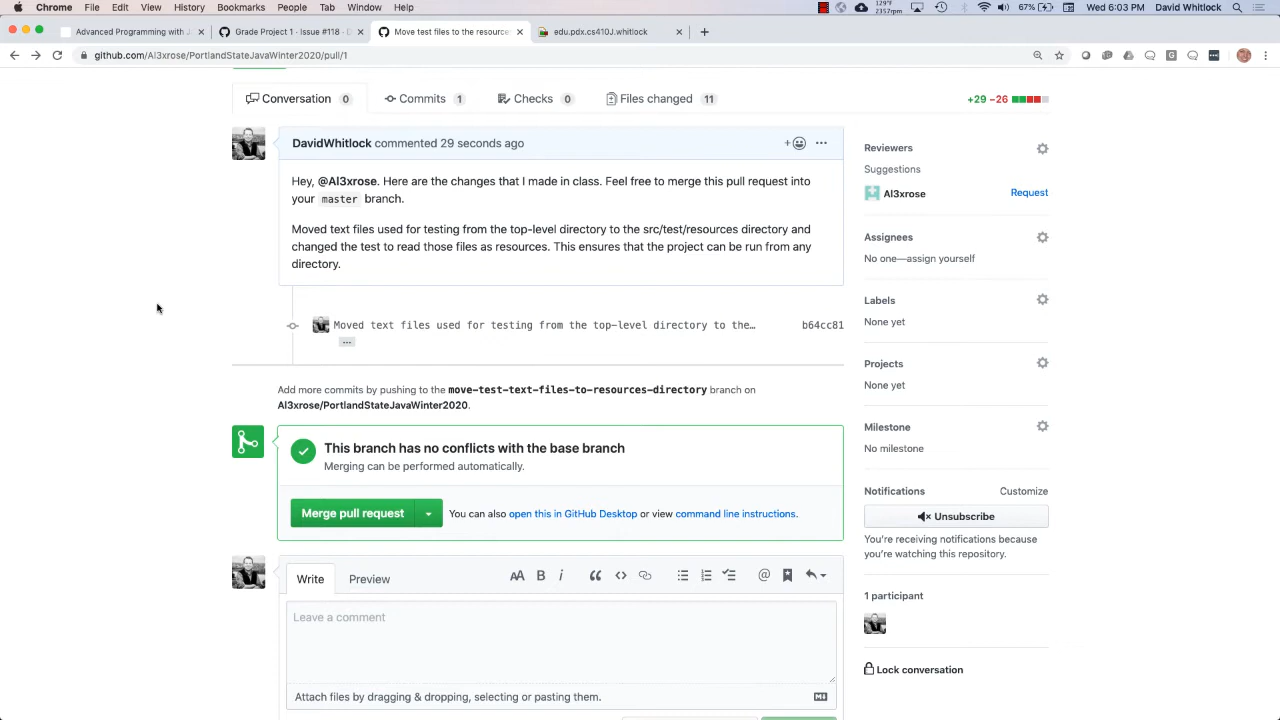 Chrome File Edit View History Bookmarks People Tab Window Help
129°F
2357rpm
67%
Wed 6:03 PM David Whitlock
Advanced Programming with J
Grade Project 1 · Issue #118 · D
Move test files to the resource
edu.pdx.cs410J.whitlock
github.com/Al3xrose/PortlandStateJavaWinter2020/pull/1
Conversation 0
Commits 1
Checks 0
Files changed 11
+29 −26
DavidWhitlock commented 29 seconds ago
Hey, @Al3xrose. Here are the changes that I made in class. Feel free to merge this pull request into
your master branch.
Moved text files used for testing from the top-level directory to the src/test/resources directory and
changed the test to read those files as resources. This ensures that the project can be run from any
directory.
Moved text files used for testing from the top-level directory to the… b64cc81
Add more commits by pushing to the move-test-text-files-to-resources-directory branch on
Al3xrose/PortlandStateJavaWinter2020.
This branch has no conflicts with the base branch
Merging can be performed automatically.
Merge pull request
You can also open this in GitHub Desktop or view command line instructions.
Write
Preview
AA B i
Leave a comment
Attach files by dragging & dropping, selecting or pasting them.
Reviewers
Suggestions
Al3xrose Request
Assignees
No one—assign yourself
Labels
None yet
Projects
None yet
Milestone
No milestone
Notifications Customize
Unsubscribe
You're receiving notifications because
you're watching this repository.
1 participant
Lock conversation